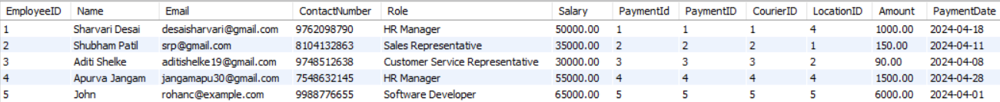 EmployeeID Name Email ContactNumber Role Salary PaymentId PaymentID CourierID LocationID Amount PaymentDate
1 Sharvari Desai desaisharvari@gmail.com 9762098790 HR Manager 50000.00 1 1 1 4 1000.00 2024-04-18
2 Shubham Patil srp@gmail.com 8104132863 Sales Representative 35000.00 2 2 2 1 150.00 2024-04-11
3 Aditi Shelke aditishelke19@gmail.com 9748512638 Customer Service Representative 30000.00 3 3 3 2 90.00 2024-04-08
4 Apurva Jangam jangamapu30@gmail.com 7548632145 HR Manager 55000.00 4 4 4 4 1500.00 2024-04-28
5 John rohanc@example.com 9988776655 Software Developer 65000.00 5 5 5 5 6000.00 2024-04-01